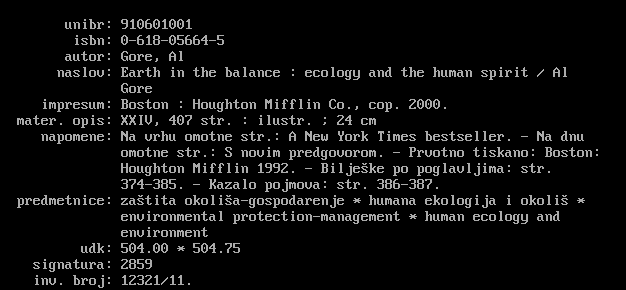 unibr: 910601001
isbn: 0-618-05664-5
autor: Gore, Al
naslov: Earth in the balance : ecology and the human spirit / Al
Gore
impresum: Boston : Houghton Mifflin Co., cop. 2000.
mater. opis: XXIV, 407 str. : ilustr. ; 24 cm
napomene: Na vrhu omotne str.: A New York Times bestseller. - Na dnu
omotne str.: S novim predgovorom. - Prvotno tiskano: Boston:
Houghton Mifflin 1992. - Bilješke po poglavljima: str.
374-385. - Kazalo pojmova: str. 386-387.
predmetnice: zaštita okoliša-gospodarenje * humana ekologija i okoliš *
environmental protection-management * human ecology and
environment
udk: 504.00 * 504.75
signatura: 2859
inv. broj: 12321/11.